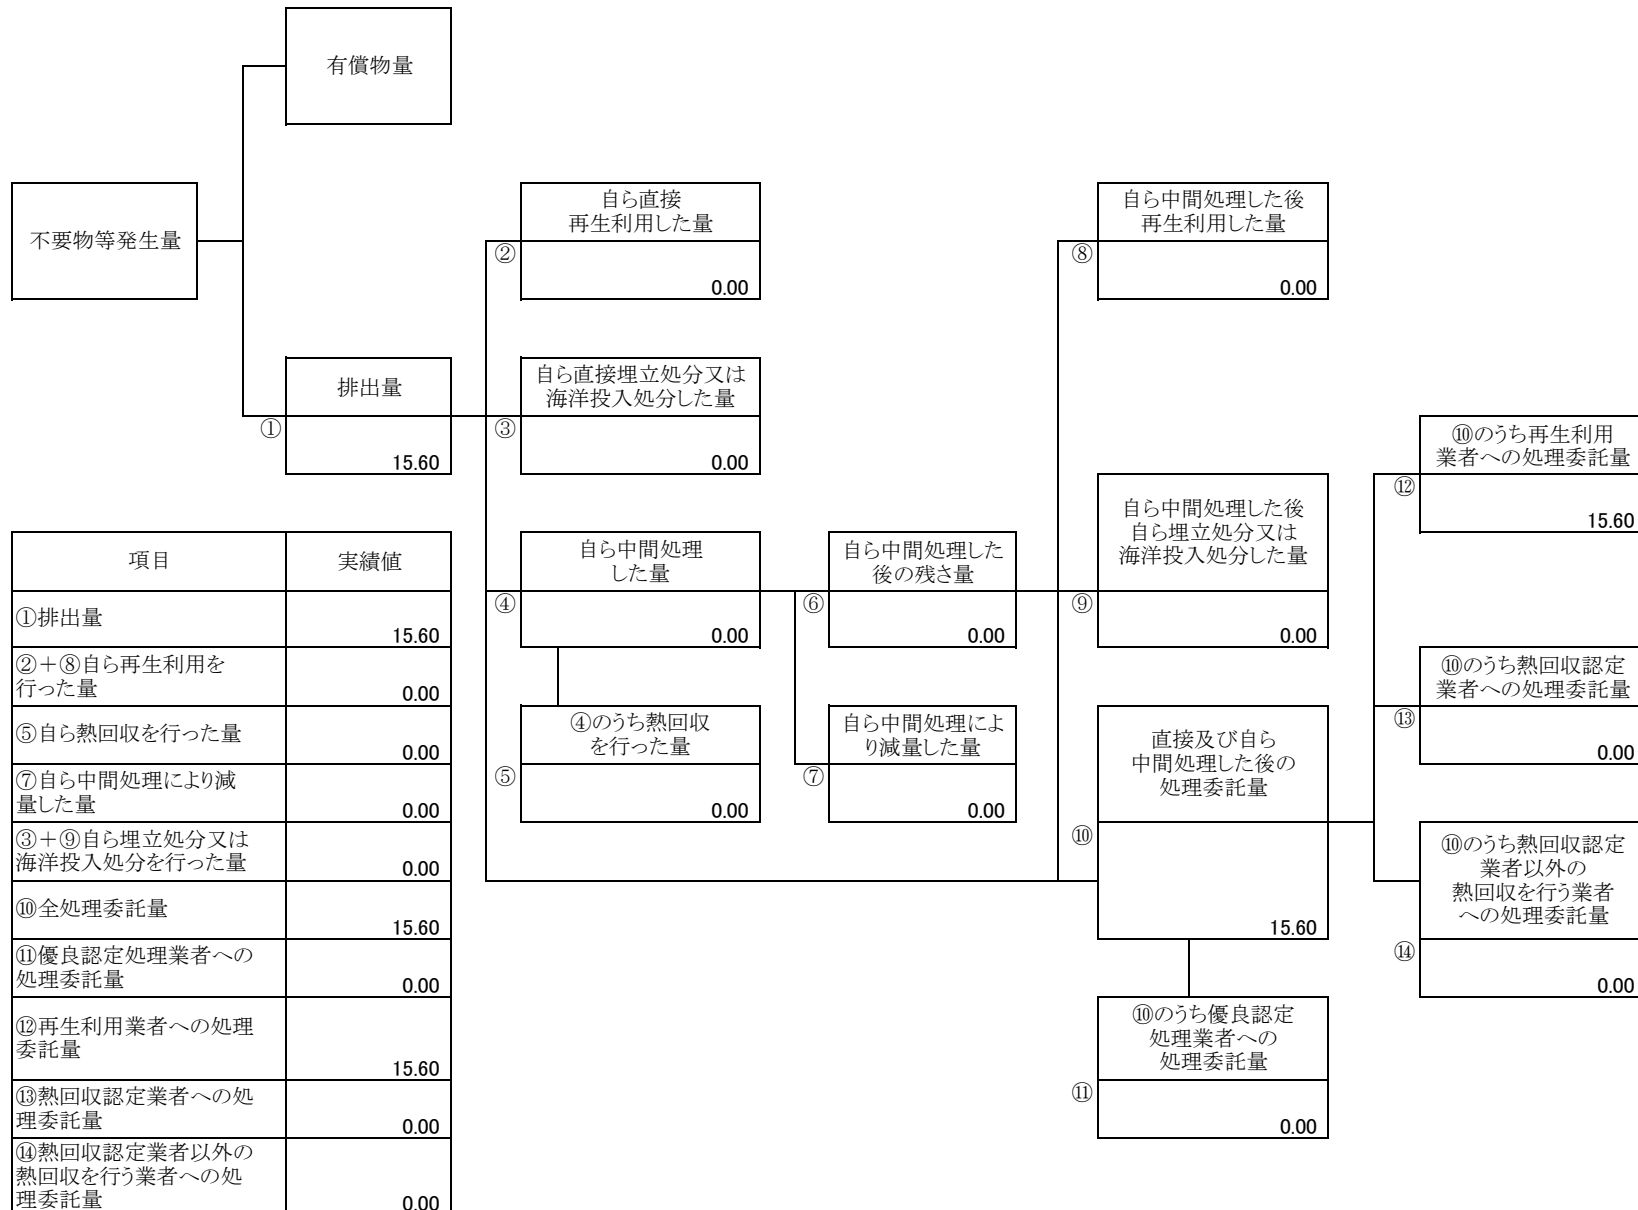 有償物量
不要物等発生量
自ら直接
再生利用した量
②
0.00
自ら中間処理した後
再生利用した量
⑧
0.00
排出量
①
15.60
自ら直接埋立処分又は
海洋投入処分した量
③
0.00
⑩のうち再生利用
業者への処理委託量
⑫
15.60
自ら中間処理した後
自ら埋立処分又は
海洋投入処分した量
⑨
0.00
自ら中間処理
した量
④
0.00
自ら中間処理した
後の残さ量
⑥
0.00
⑩のうち熱回収認定
業者への処理委託量
⑬
0.00
④のうち熱回収
を行った量
⑤
0.00
自ら中間処理によ
り減量した量
⑦
0.00
直接及び自ら
中間処理した後の
処理委託量
⑩
15.60
⑩のうち熱回収認定
業者以外の
熱回収を行う業者
への処理委託量
⑭
0.00
⑩のうち優良認定
処理業者への
処理委託量
⑪
0.00
項目 実績値
①排出量
15.60
②+⑧自ら再生利用を
行った量
0.00
⑤自ら熱回収を行った量
0.00
⑦自ら中間処理により減
量した量
0.00
③+⑨自ら埋立処分又は
海洋投入処分を行った量
0.00
⑩全処理委託量
15.60
⑪優良認定処理業者への
処理委託量
0.00
⑫再生利用業者への処理
委託量
15.60
⑬熱回収認定業者への処
理委託量
0.00
⑭熱回収認定業者以外の
熱回収を行う業者への処
理委託量
0.00